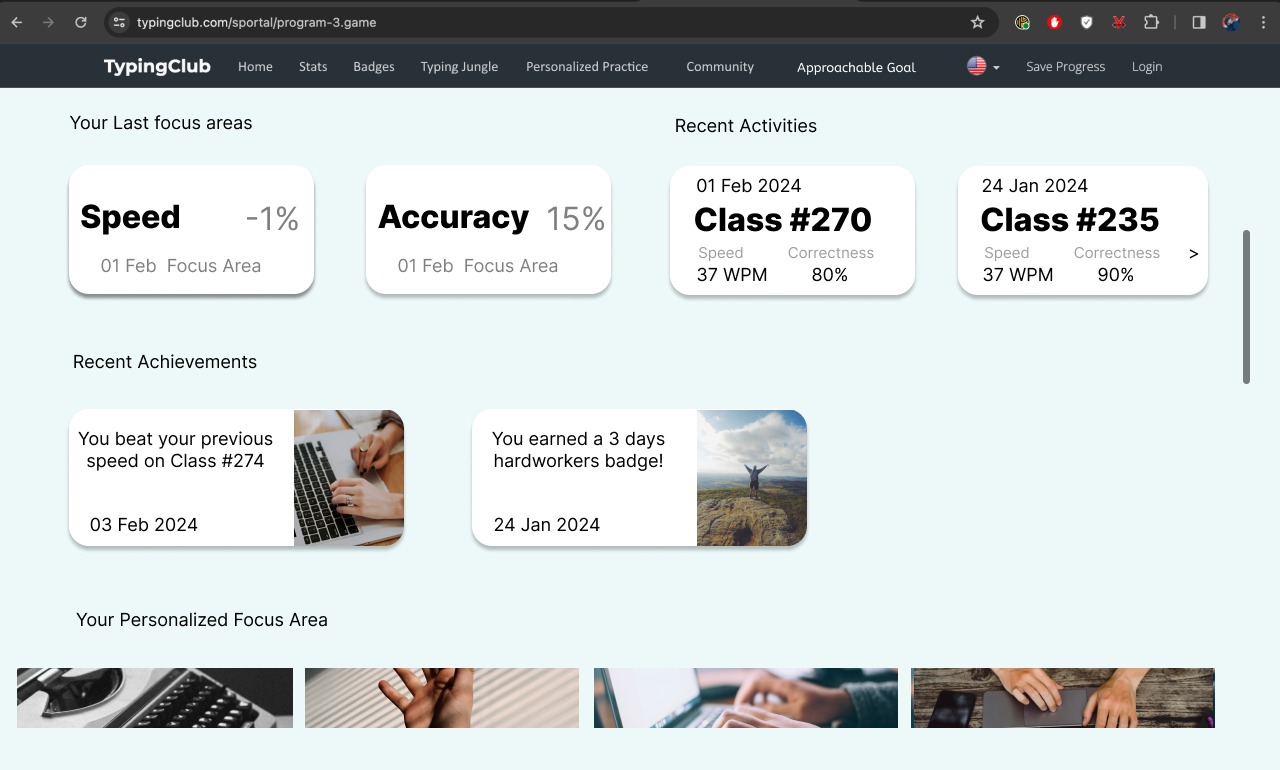 typingclub.com/sportal/program-3.game
TypingClub Home Stats Badges Typing Jungle Personalized Practice Community Approachable Goal Save Progress Login
Your Last focus areas
Speed -1%
01 Feb Focus Area
Accuracy 15%
01 Feb Focus Area
Recent Activities
01 Feb 2024
Class #270
Speed Correctness
37 WPM 80%
24 Jan 2024
Class #235
Speed Correctness
37 WPM 90%
>
Recent Achievements
You beat your previous
speed on Class #274
03 Feb 2024
You earned a 3 days
hardworkers badge!
24 Jan 2024
Your Personalized Focus Area